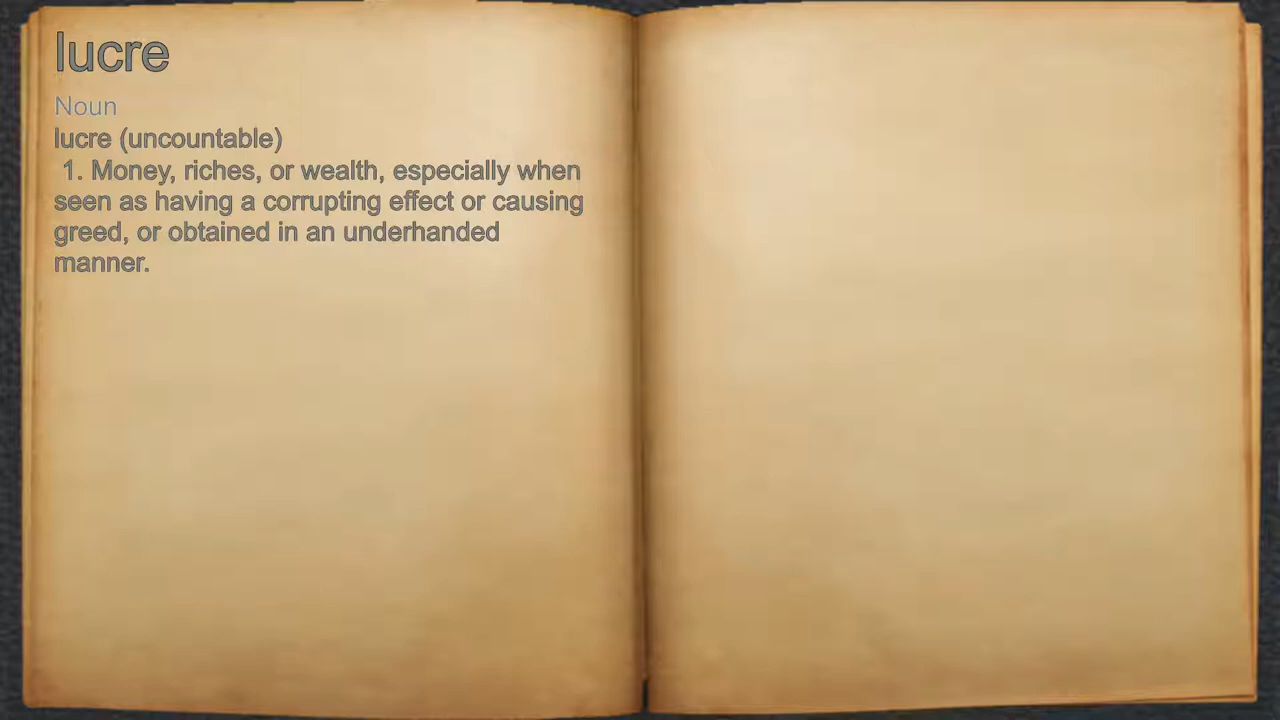 lucre
Noun
lucre (uncountable)
1. Money, riches, or wealth, especially when
seen as having a corrupting effect or causing
greed, or obtained in an underhanded
manner.